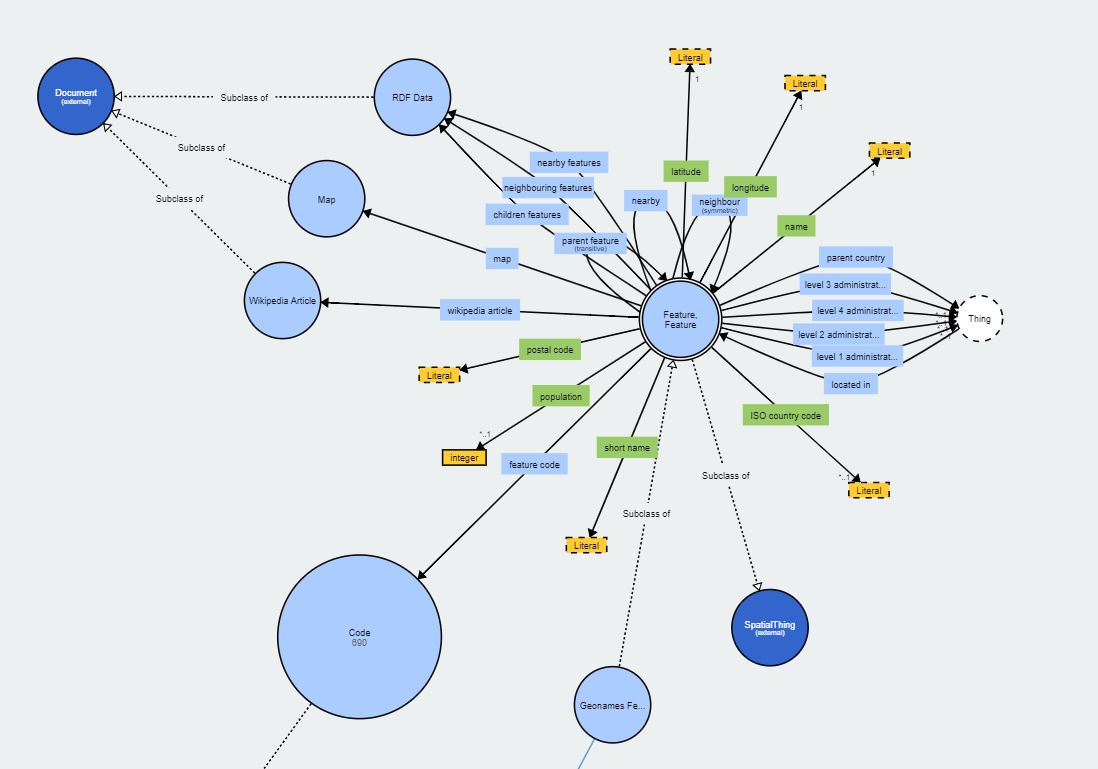 Literal
1
Literal
1
Document
(external)
Subclass of
RDF Data
Subclass of
Literal
1
nearby features
latitude
neighbouring features
longitude
Subclass of
Map
nearby
neighbour
(symmetric)
children features
name
parent feature
(transitive)
map
parent country
level 3 administrat...
Wikipedia Article
wikipedia article
level 4 administrat...
Feature,
Feature
Thing
level 2 administrat...
postal code
level 1 administrat...
Literal
located in
population
ISO country code
*..1
short name
integer
feature code
Subclass of
*..1
Literal
Subclass of
Literal
SpatialThing
(external)
Code
690
Geonames Fe...